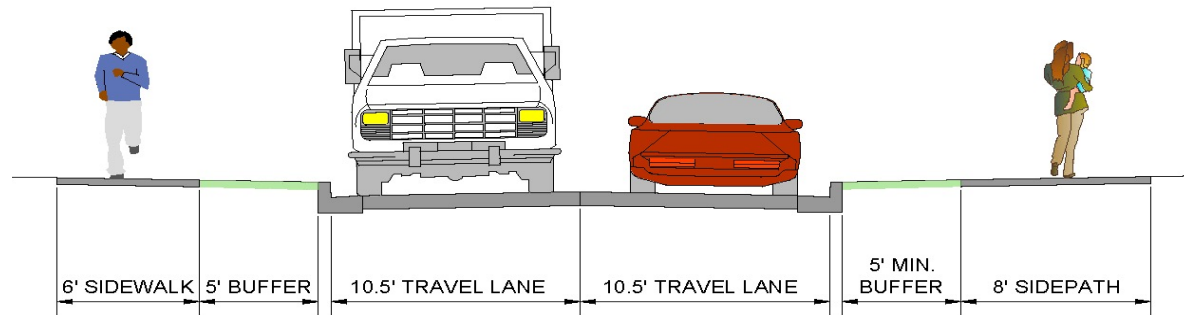 6' SIDEWALK
5' BUFFER
10.5' TRAVEL LANE
10.5' TRAVEL LANE
5' MIN.
BUFFER
8' SIDEPATH